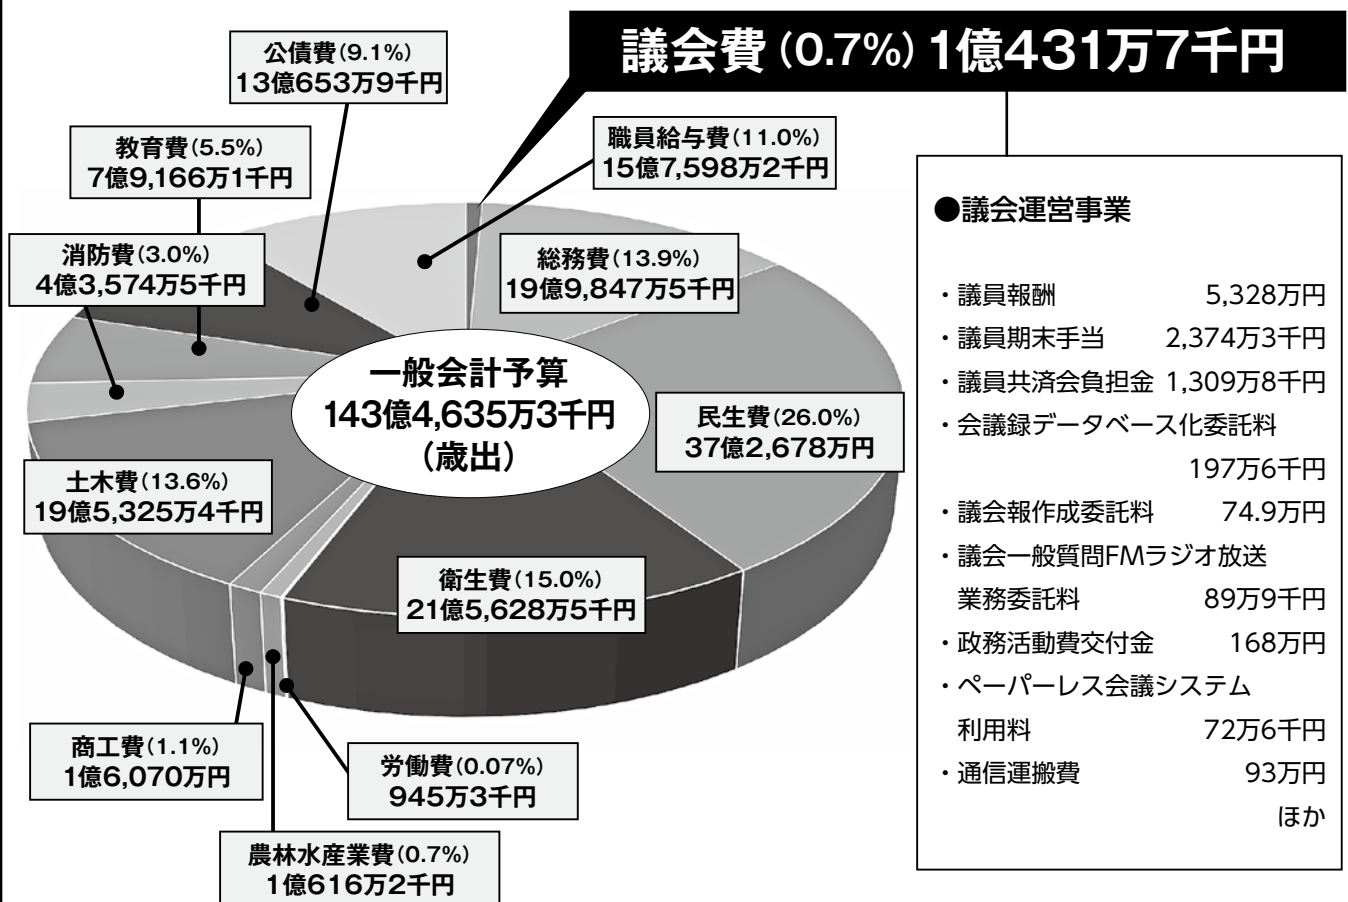 議会費(0.7%)1億431万7千円
公債費(9.1%)
13億653万9千円
職員給与費(11.0%)
15億7,598万2千円
教育費(5.5%)
7億9,166万1千円
消防費(3.0%)
4億3,574万5千円
総務費(13.9%)
19億9,847万5千円
一般会計予算
143億4,635万3千円
(歳出)
民生費(26.0%)
37億2,678万円
土木費(13.6%)
19億5,325万4千円
衛生費(15.0%)
21億5,628万5千円
商工費(1.1%)
1億6,070万円
労働費(0.07%)
945万3千円
農林水産業費(0.7%)
1億616万2千円
●議会運営事業
・議員報酬 5,328万円
・議員期末手当 2,374万3千円
・議員共済会負担金 1,309万8千円
・会議録データベース化委託料
197万6千円
・議会報作成委託料 74.9万円
・議会一般質問FMラジオ放送
業務委託料 89万9千円
・政務活動費交付金 168万円
・ペーパーレス会議システム
利用料 72万6千円
・通信運搬費 93万円
ほか